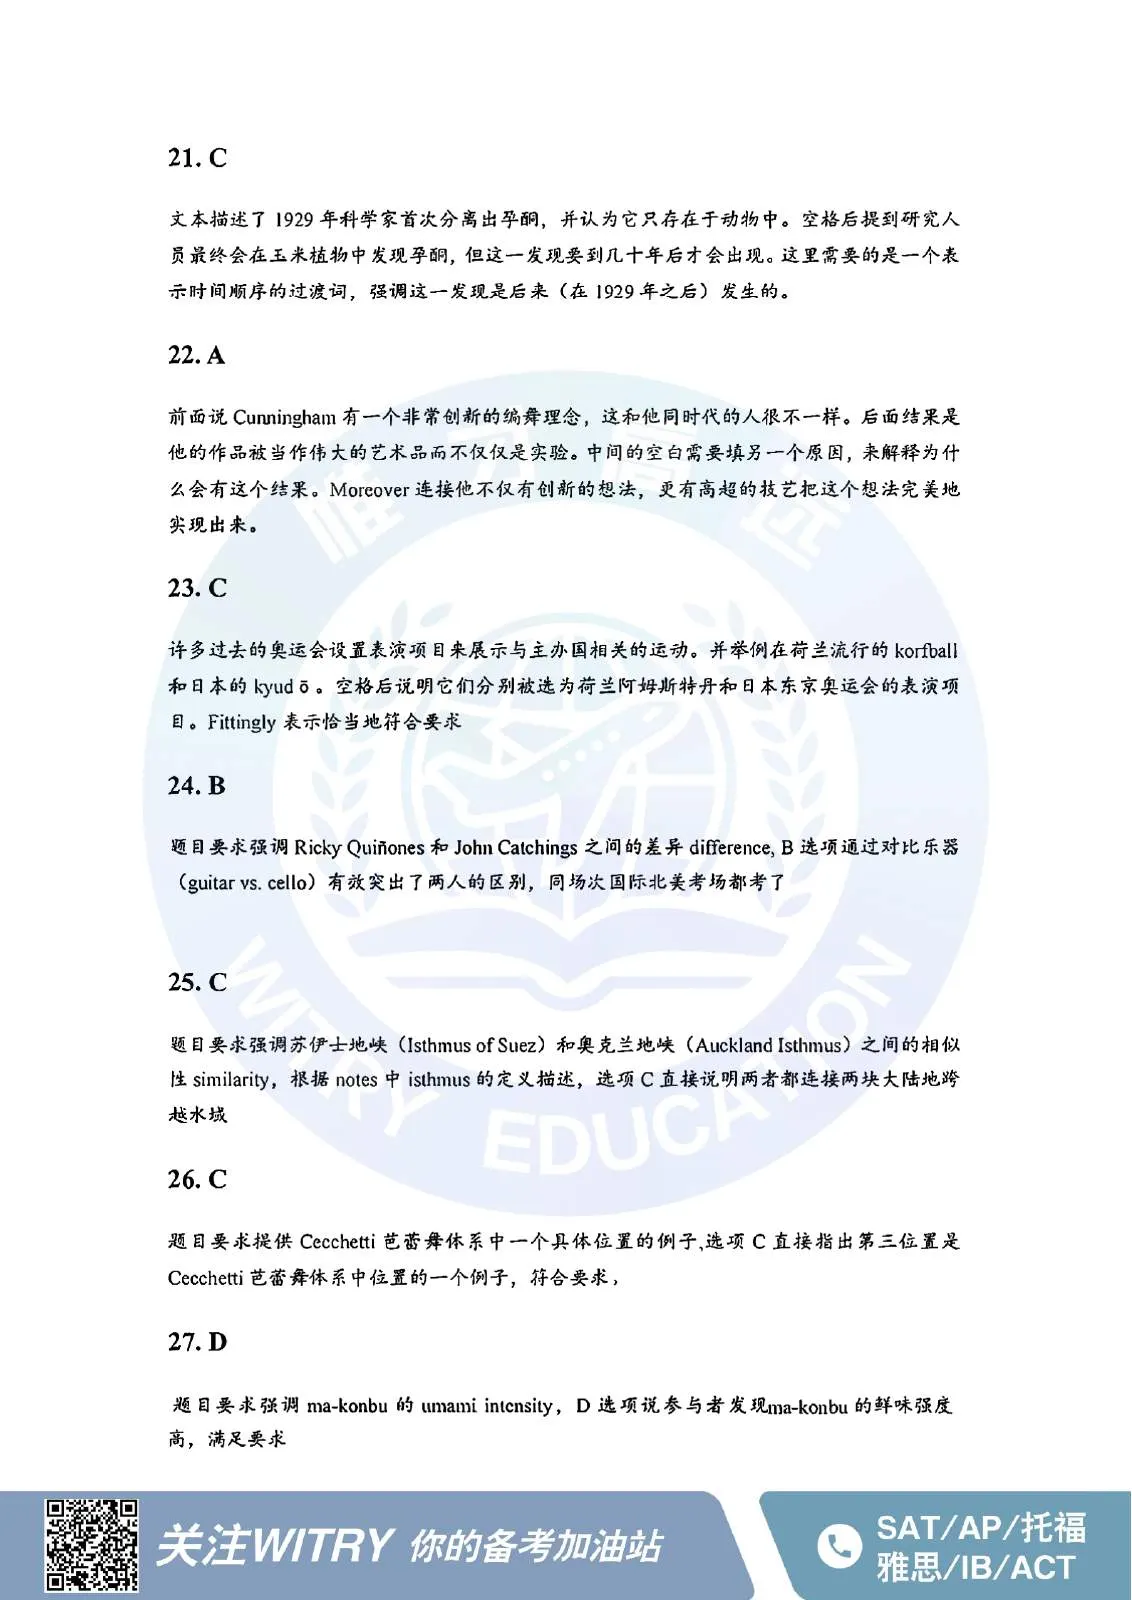 21. C
文本描述了 1929 年科学家首次分离出孕酮，并认为它只存在于动物中。空格后提到研究人
员最终会在玉米植物中发现孕酮，但这一发现要到几十年后才会出现。这里需要的是一个表
示时间顺序的过渡词，强调这一发现是后来（在 1929 年之后）发生的。
22. A
前面说 Cunningham 有一个非常创新的编舞理念，这和他同时代的人很不一样。后面结果是
他的作品被当作伟大的艺术品而不仅仅是实验。中间的空白需要填另一个原因，来解释为什
么会有这个结果。Moreover 连接他不仅有创新的想法，更有高超的技艺把这个想法完美地
实现出来。
23. C
许多过去的奥运会设置表演项目来展示与主办国相关的运动。并举例在荷兰流行的 korfball
和日本的 kyudō。空格后说明它们分别被选为荷兰阿姆斯特丹和日本东京奥运会的表演项
目。Fittingly 表示恰当地符合要求
24. B
题目要求强调 Ricky Quiñones 和 John Catchings 之间的差异 difference, B 选项通过对比乐器
（guitar vs. cello）有效突出了两人的区别，同场次国际北美考场都考了
25. C
题目要求强调苏伊士地峡（Isthmus of Suez）和奥克兰地峡（Auckland Isthmus）之间的相似
性 similarity，根据 notes 中 isthmus 的定义描述，选项 C 直接说明两者都连接两块大陆地跨
越水域
26. C
题目要求提供 Cecchetti 芭蕾舞体系中一个具体位置的例子,选项 C 直接指出第三位置是
Cecchetti 芭蕾舞体系中位置的一个例子，符合要求，
27. D
题目要求强调 ma-konbu 的 umami intensity，D 选项说参与者发现ma-konbu 的鲜味强度
高，满足要求
惟才高途
WITRY EDUCATION
关注WITRY 你的备考加油站
SAT/AP/托福
雅思/IB/ACT